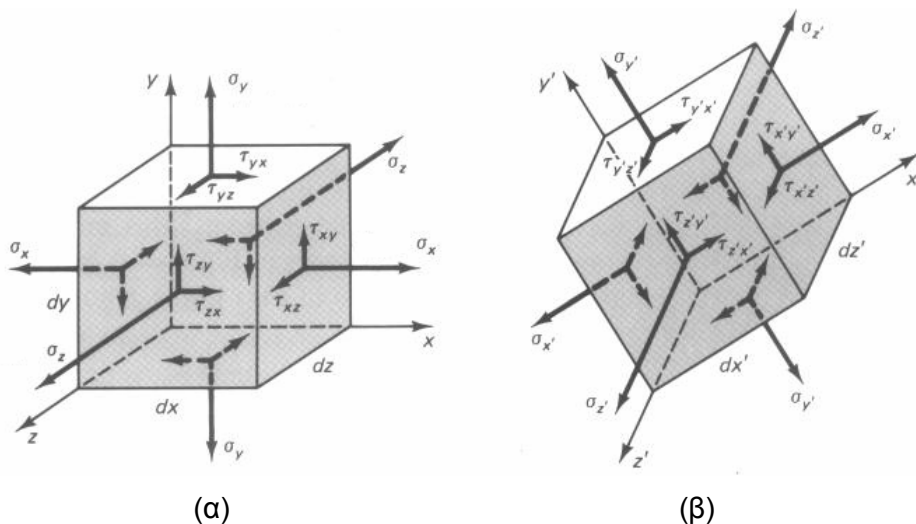 σy
y
τyx
τyz
σz
σx
τxy
σx
τzy
dy
τzx
τxz
x
σz
dz
dx
z
σy
(α)
σz'
σy'
y'
τy'x'
τx'y'
σx'
τy'z'
τx'z'
x
τz'y'
τz'x'
dz'
σx'
dx'
σz'
σy'
z'
(β)